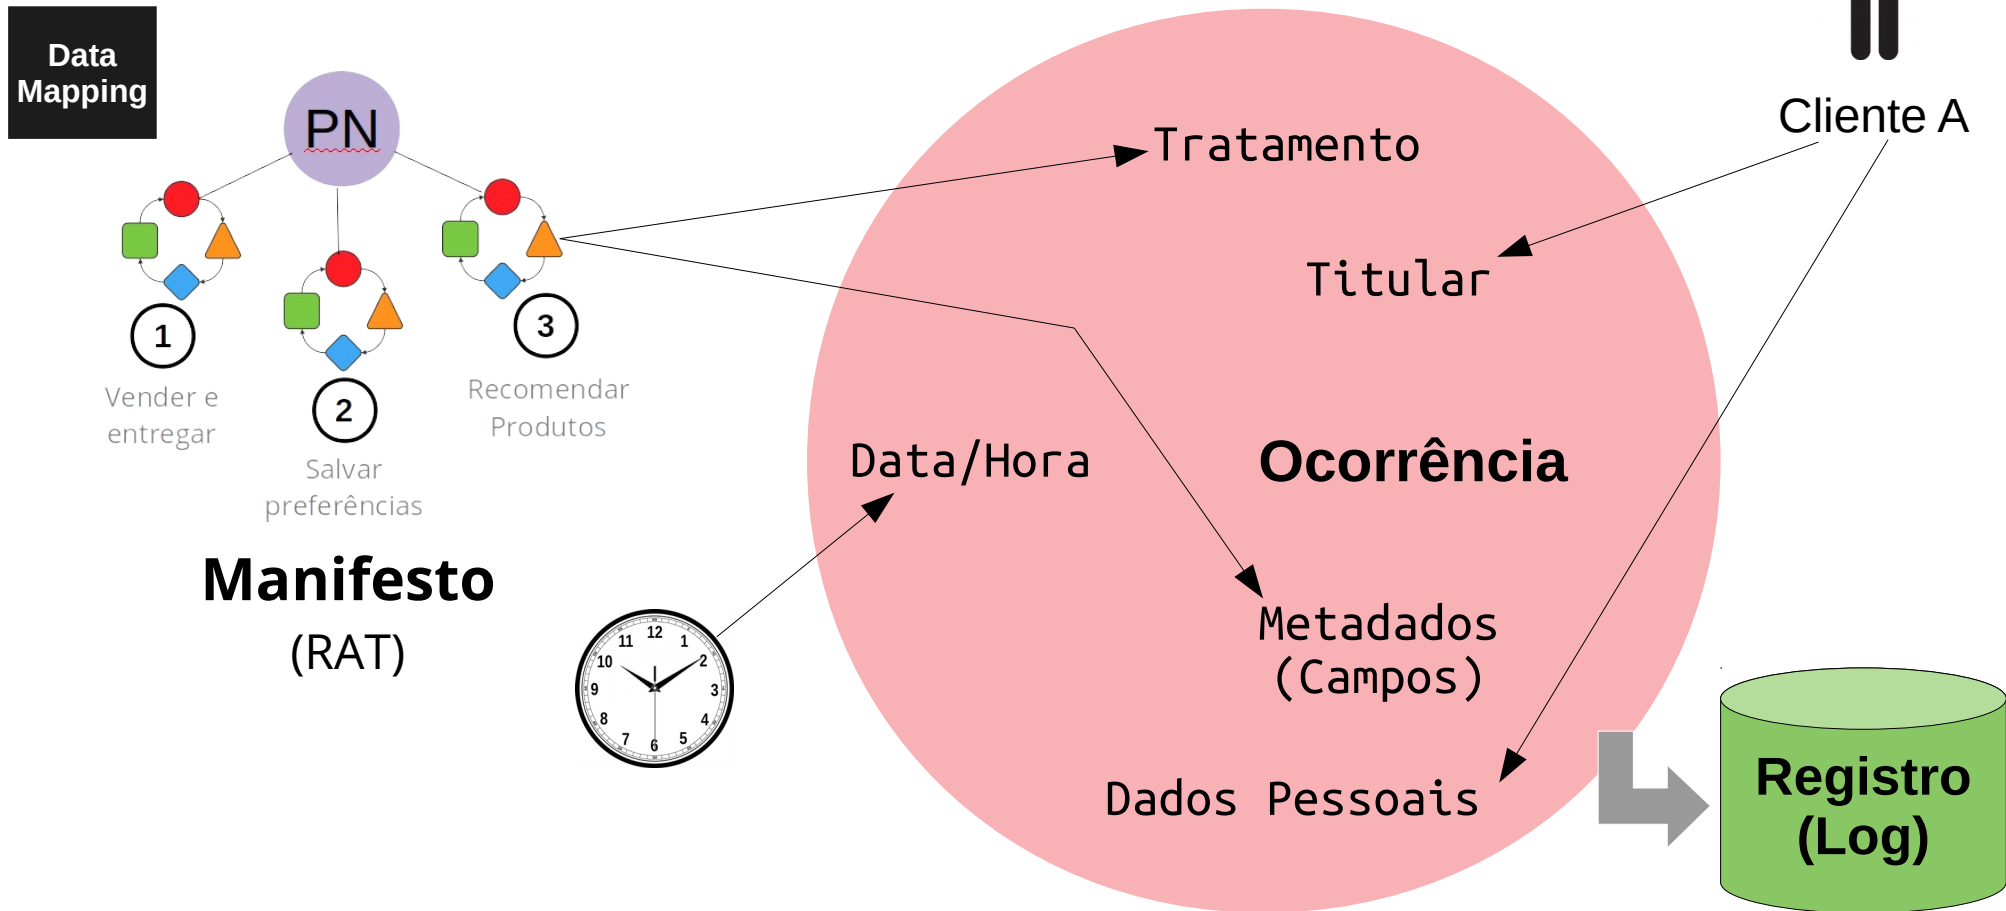 Data
Mapping
PN
1
Vender e
entregar
2
Salvar
preferências
3
Recomendar
Produtos
Manifesto
(RAT)
12
1
2
3
4
5
6
7
8
9
10
11
Tratamento
Titular
Data/Hora
Ocorrência
Metadados
(Campos)
Dados Pessoais
Cliente A
Registro
(Log)